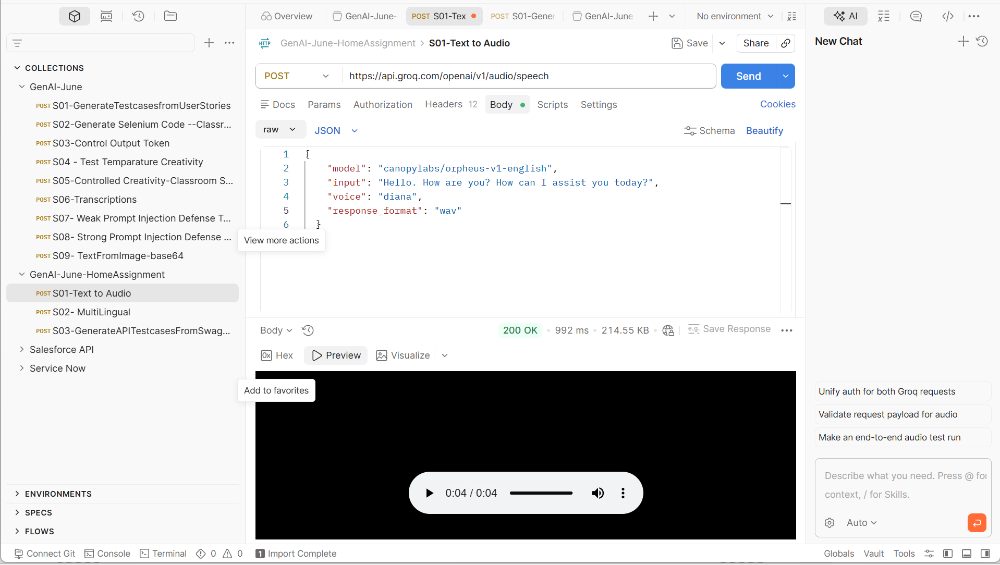 Overview
GenAI-June-
POST S01-Tex
POST S01-Gener
GenAI-June
No environment
AI
GenAI-June-HomeAssignment > S01-Text to Audio
Save
Share
New Chat
COLLECTIONS
GenAI-June
POST S01-GenerateTestcasesfromUserStories
POST S02-Generate Selenium Code --Classr...
POST S03-Control Output Token
POST S04 - Test Temparature Creativity
POST S05-Controlled Creativity-Classroom S...
POST S06-Transcriptions
POST S07- Weak Prompt Injection Defense T...
POST S08- Strong Prompt Injection Defense ...
POST S09- TextFromImage-base64
GenAI-June-HomeAssignment
POST S01-Text to Audio
POST S02- MultiLingual
POST S03-GenerateAPITestcasesFromSwag...
Salesforce API
Service Now
ENVIRONMENTS
SPECS
FLOWS
HTTP
POST
https://api.groq.com/openai/v1/audio/speech
Send
Docs
Params
Authorization
Headers 12
Body
Scripts
Settings
Cookies
raw
JSON
Schema
Beautify
1 {
2 "model": "canopylabs/orpheus-v1-english",
3 "input": "Hello. How are you? How can I assist you today?",
4 "voice": "diana",
5 "response_format": "wav"
6 }
View more actions
Body
200 OK
992 ms
214.55 KB
e.g. Save Response
0x Hex
Preview
Visualize
Add to favorites
0:04 / 0:04
Unify auth for both Groq requests
Validate request payload for audio
Make an end-to-end audio test run
Describe what you need. Press @ for
context, / for Skills.
Auto
Connect Git
Console
Terminal
0
0
1 Import Complete
Globals
Vault
Tools